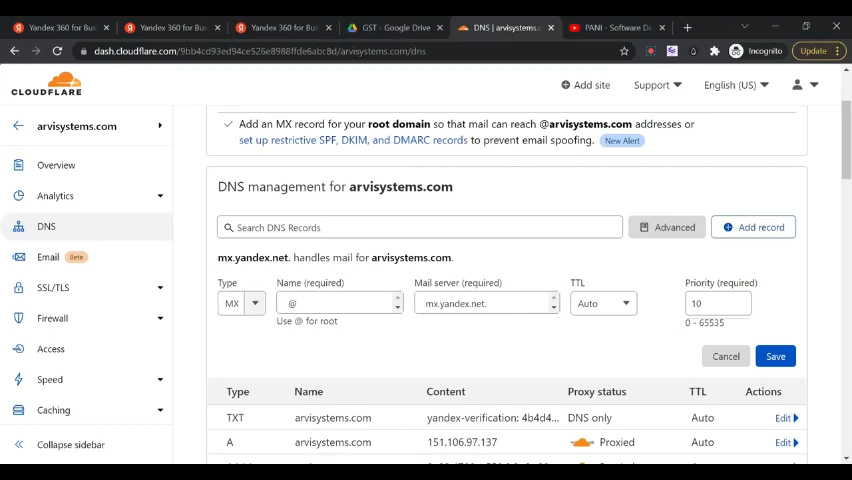 Yandex 360 for Bus
Yandex 360 for Bus
Yandex 360 for Bus
GST - Google Drive
DNS | arvisystems.c
PANI - Software De
dash.cloudflare.com/9bb4cd93ed94ce526e8988ffde6abc8d/arvisystems.com/dns
Incognito
Update
CLOUDFLARE
Add site
Support
English (US)
arvisystems.com
Overview
Analytics
DNS
Email Beta
SSL/TLS
Firewall
Access
Speed
Caching
Collapse sidebar
Add an MX record for your root domain so that mail can reach @arvisystems.com addresses or
set up restrictive SPF, DKIM, and DMARC records to prevent email spoofing. New Alert
DNS management for arvisystems.com
Search DNS Records
Advanced
Add record
mx.yandex.net. handles mail for arvisystems.com.
Type Name (required) Mail server (required) TTL Priority (required)
MX @ mx.yandex.net. Auto 10
Use @ for root 0 - 65535
Cancel Save
Type Name Content Proxy status TTL Actions
TXT arvisystems.com yandex-verification: 4b4d4... DNS only Auto Edit
A arvisystems.com 151.106.97.137 Proxied Auto Edit